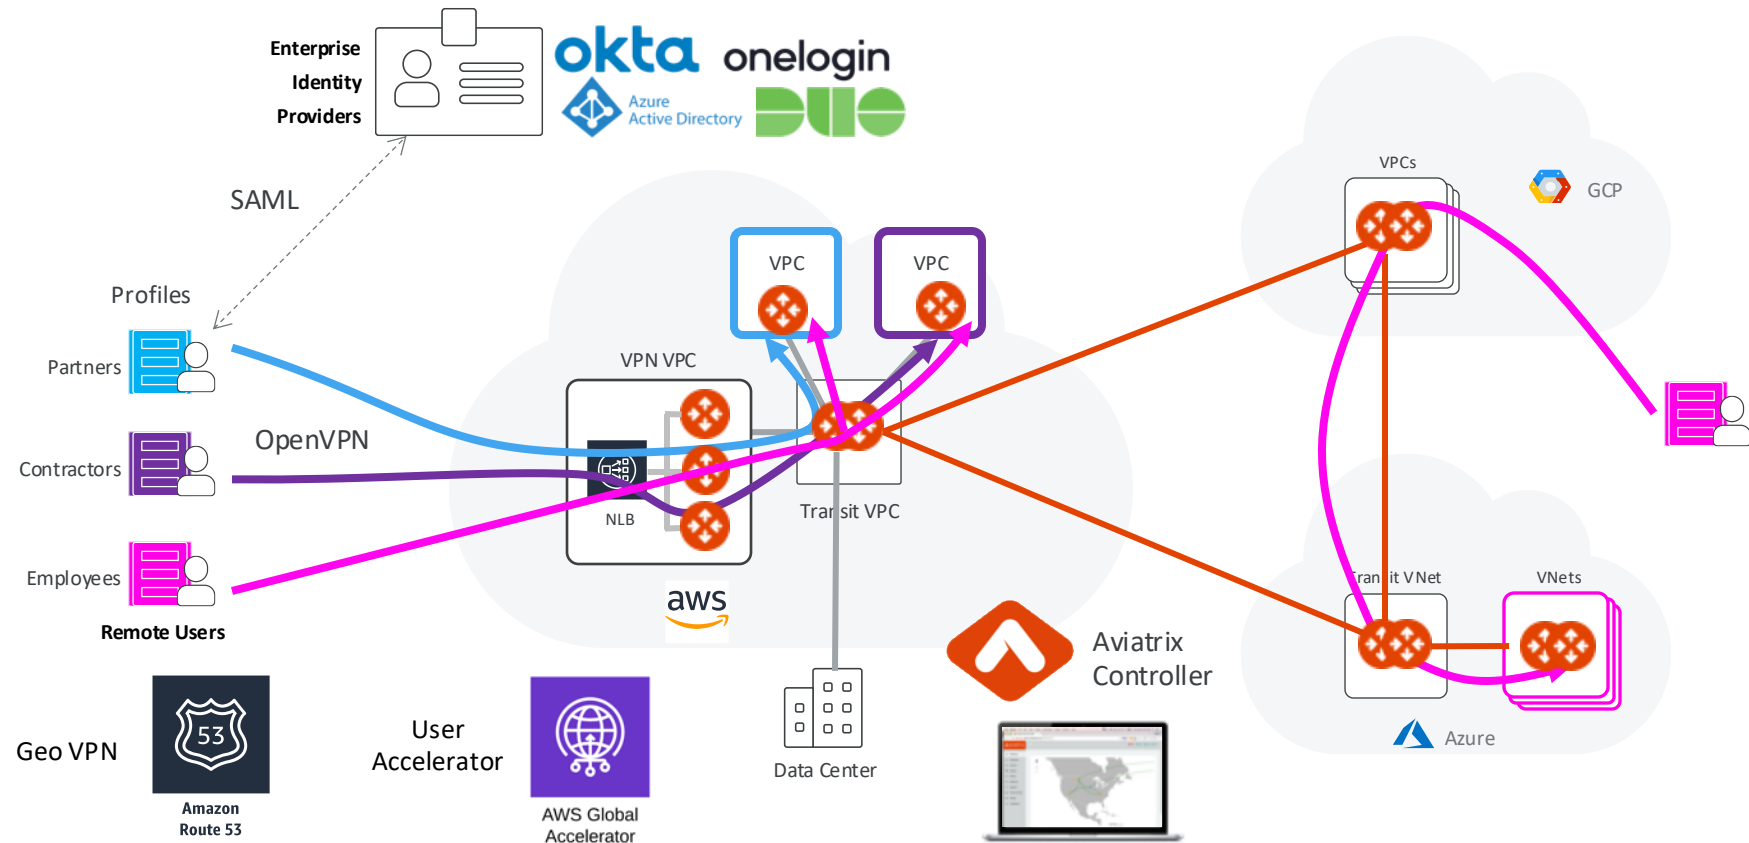 Enterprise
Identity
Providers
okta
onelogin
Azure
Active Directory
DUO
SAML
VPCs
GCP
Profiles
VPC
VPC
Partners
VPN VPC
OpenVPN
Contractors
NLB
Transit VPC
Employees
aws
Transit VNet
VNets
Remote Users
Aviatrix
Controller
53
Geo VPN
User
Accelerator
Azure
Data Center
Amazon
Route 53
AWS Global
Accelerator